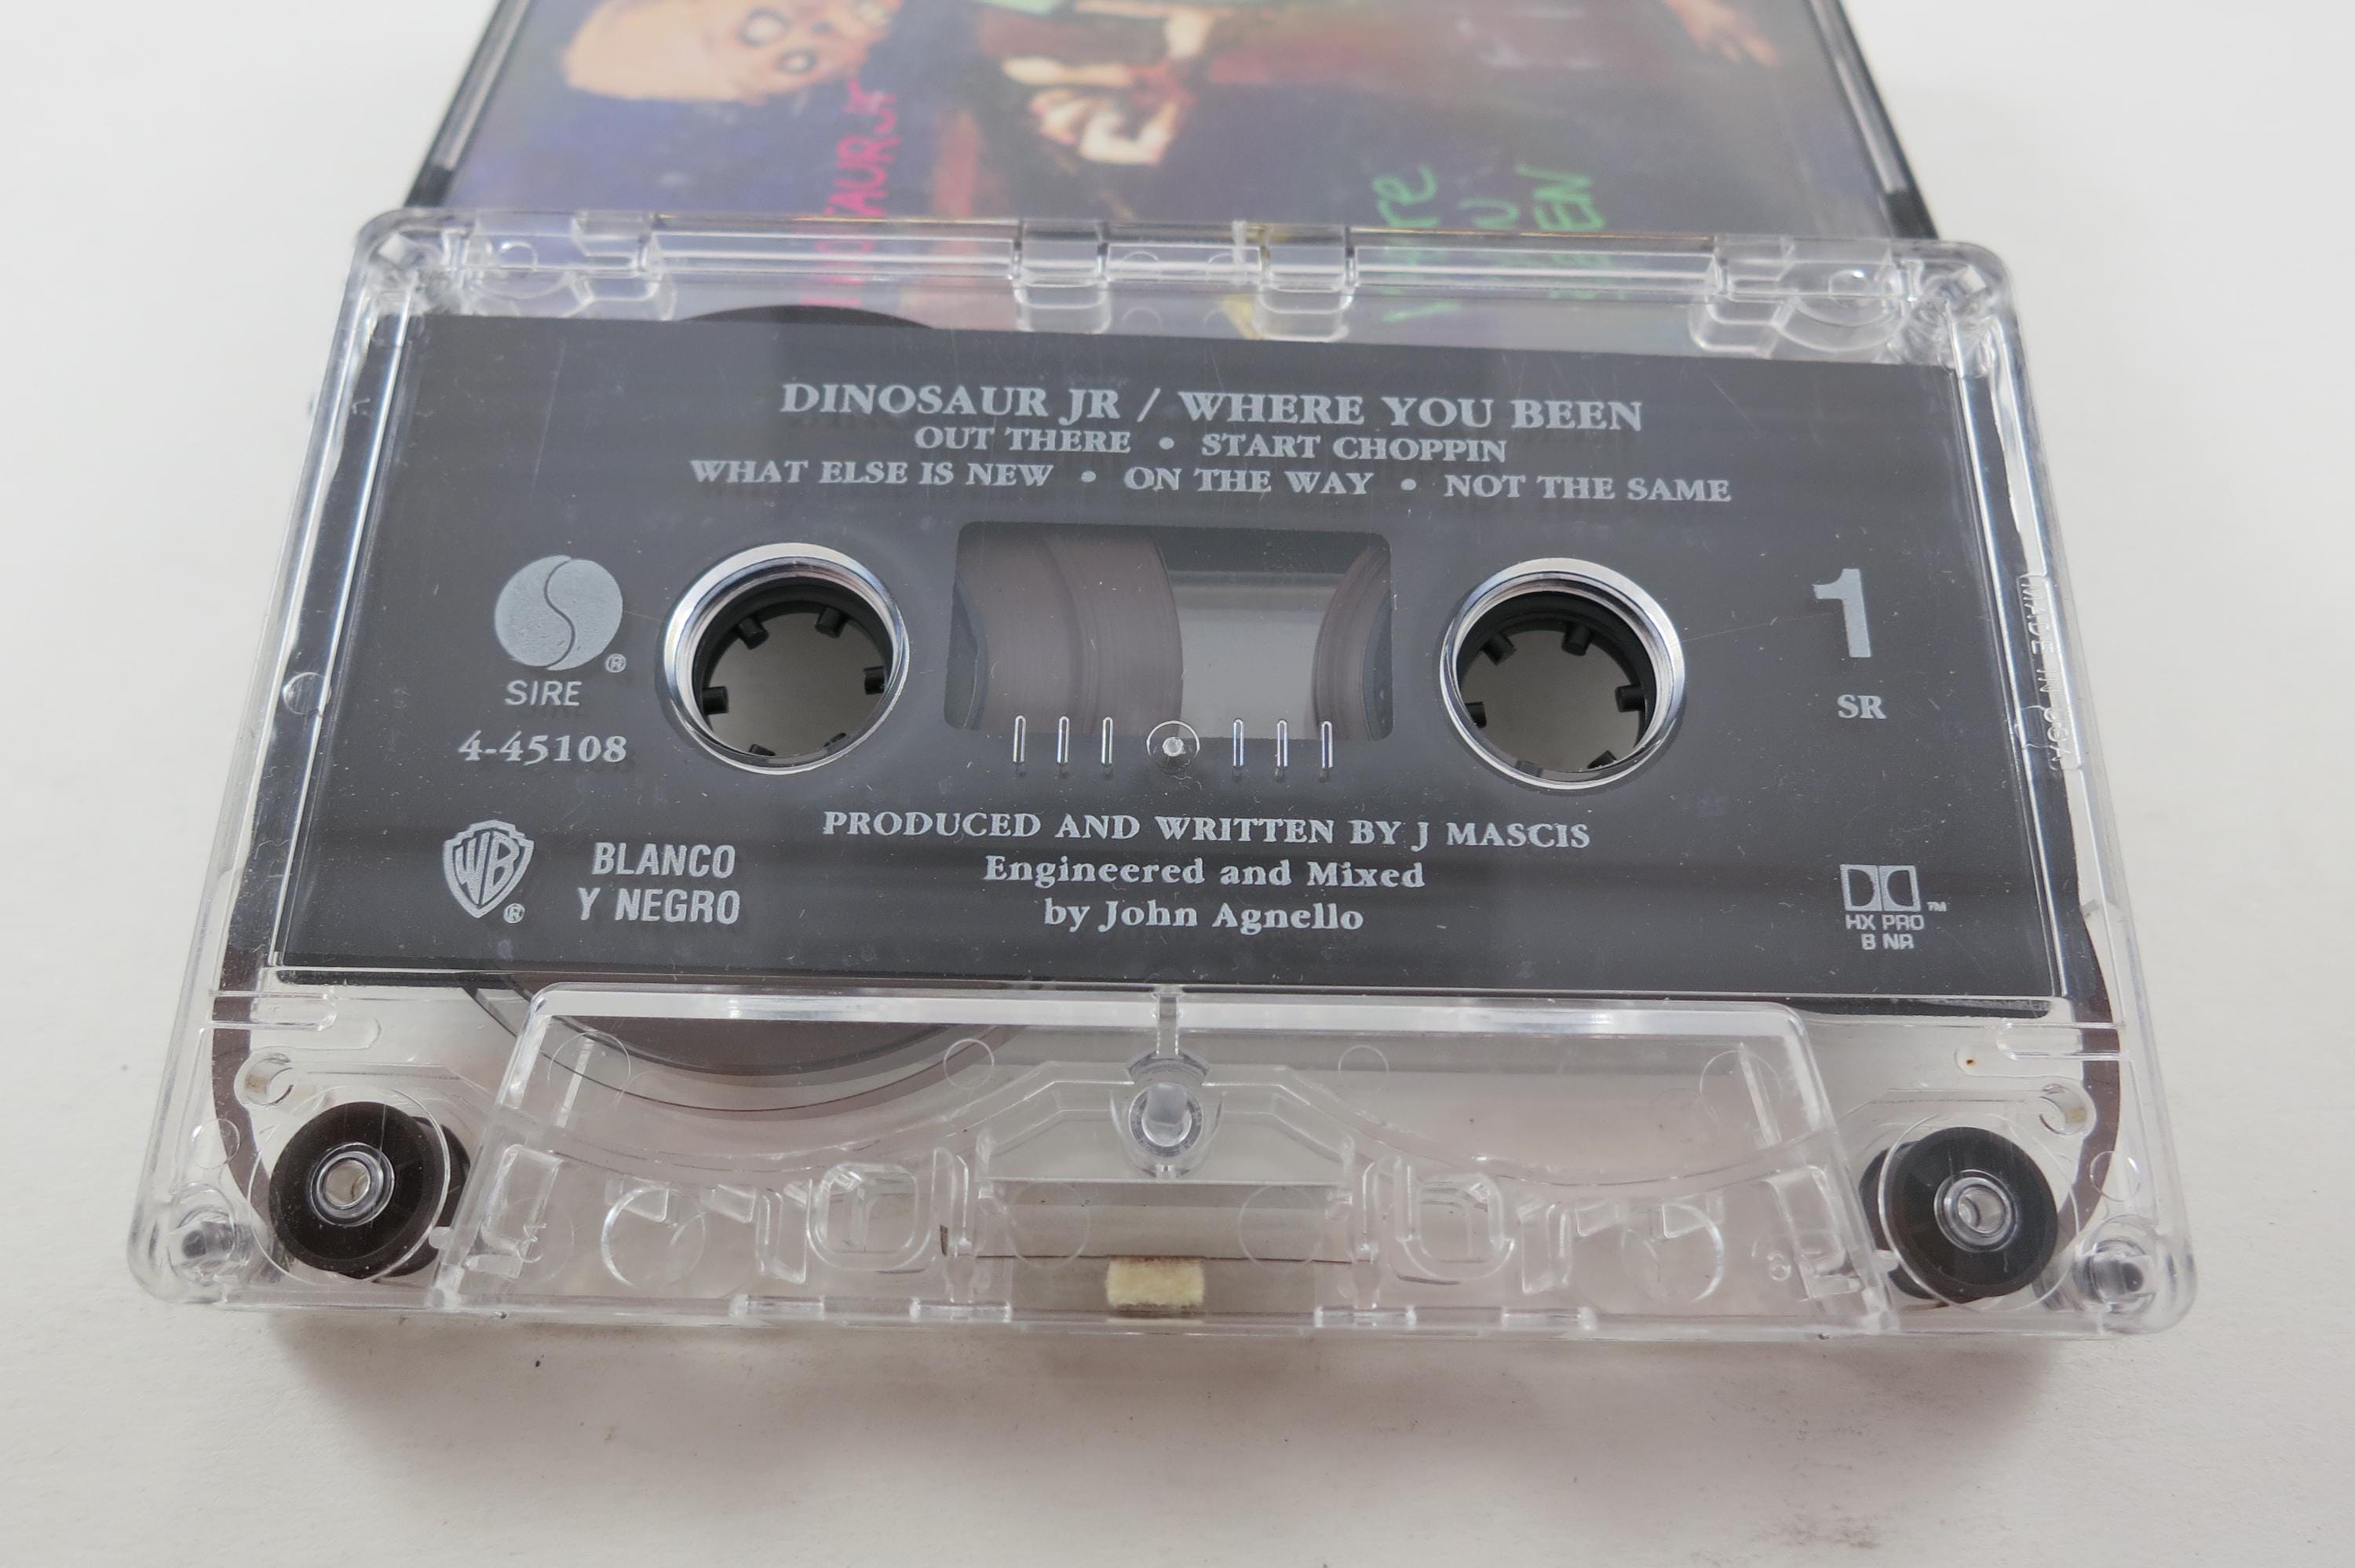 DINOSAUR JR / WHERE YOU BEEN
OUT THERE • START CHOPPIN
WHAT ELSE IS NEW • ON THE WAY • NOT THE SAME
®
SIRE
4-45108
1
SR
WB
®
BLANCO
Y NEGRO
PRODUCED AND WRITTEN BY J MASCIS
Engineered and Mixed
by John Agnello
™
HX PRO
B NR
MADE IN USA